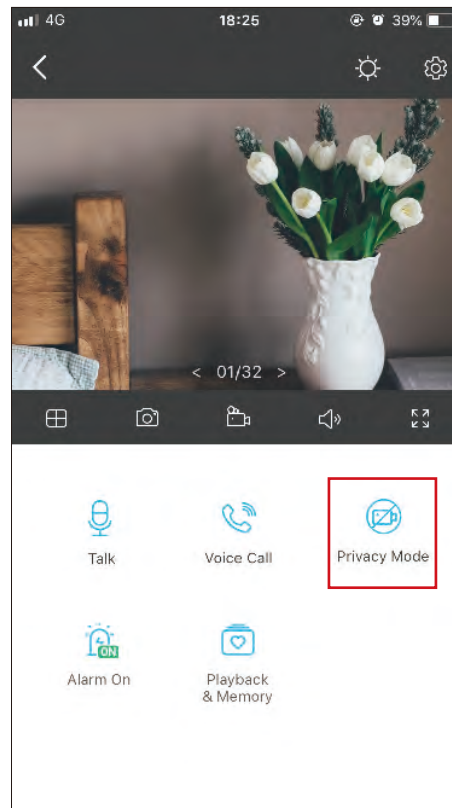 4G 18:25 39%
< 01/32 >
Talk Voice Call Privacy Mode
ON
Alarm On Playback
& Memory